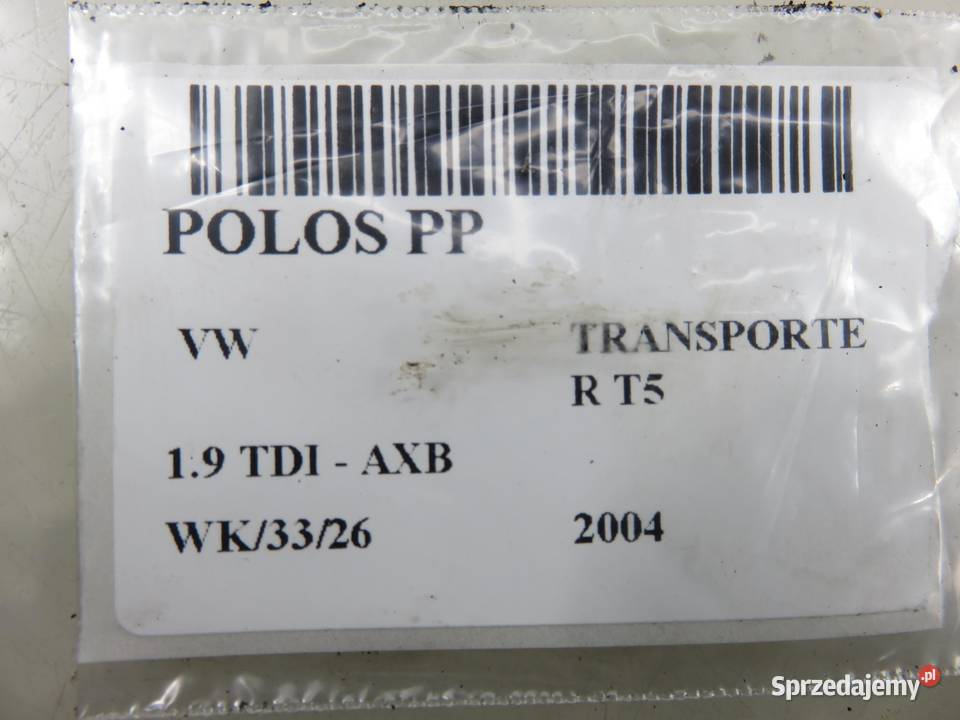 POLOS PP
VW TRANSPORTE
R T5
1.9 TDI - AXB
WK/33/26 2004
Sprzedajemy.pl